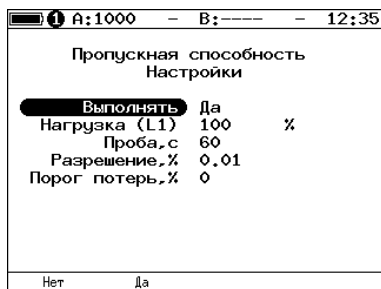 1 A:1000 – B:---- – 12:35
Пропускная способность
Настройки
Выполнять Да
Нагрузка (L1) 100 %
Проба,с 60
Разрешение,% 0.01
Порог потерь,% 0
Нет Да